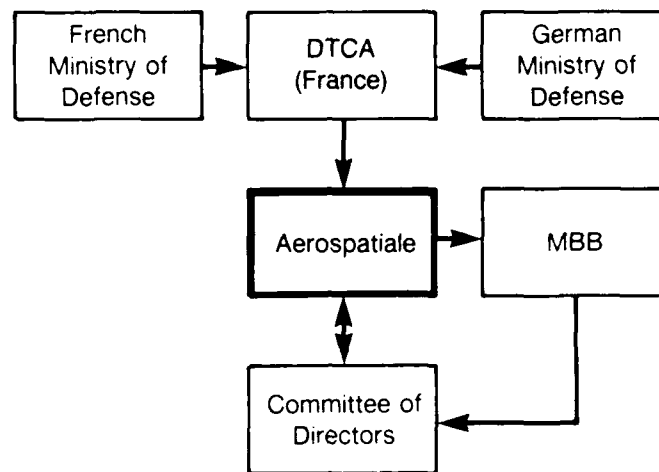 French
Ministry of
Defense
DTCA
(France)
German
Ministry of
Defense
Aerospatiale
MBB
Committee of
Directors